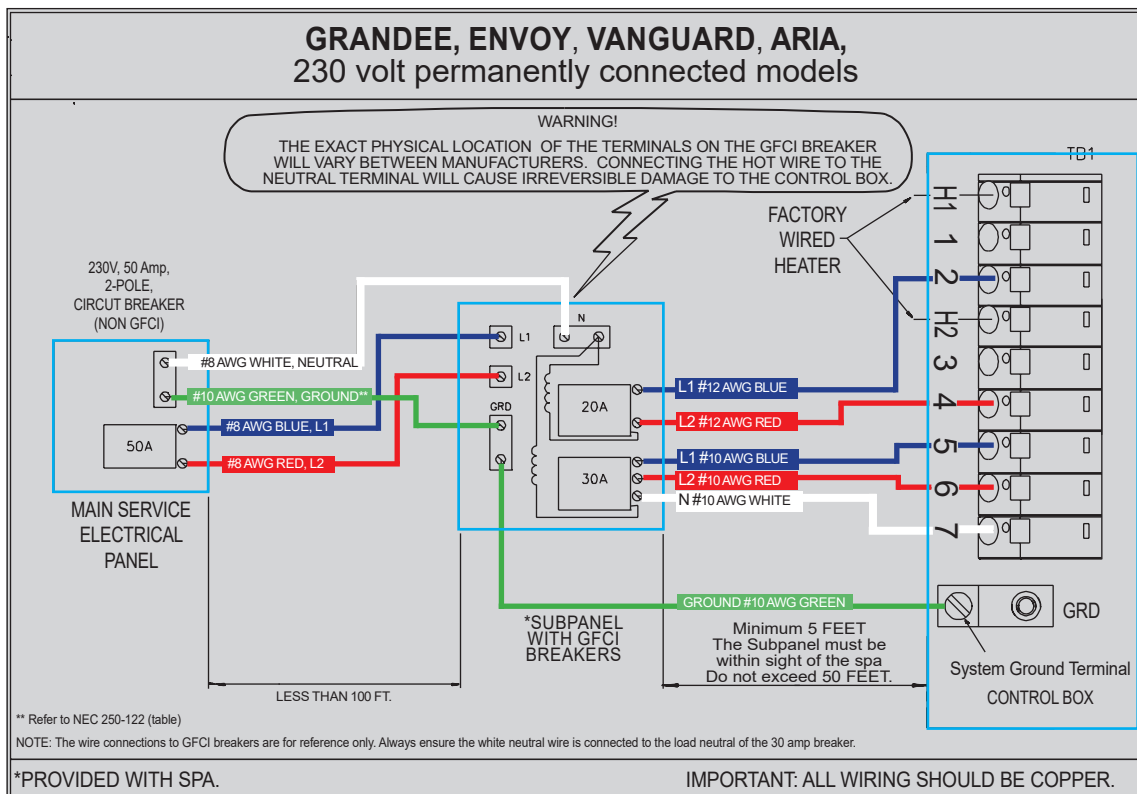 GRANDEE, ENVOY, VANGUARD, ARIA,
230 volt permanently connected models
WARNING!
THE EXACT PHYSICAL LOCATION OF THE TERMINALS ON THE GFCI BREAKER
WILL VARY BETWEEN MANUFACTURERS. CONNECTING THE HOT WIRE TO THE
NEUTRAL TERMINAL WILL CAUSE IRREVERSIBLE DAMAGE TO THE CONTROL BOX.
TB1
H1
1
2
H2
3
4
5
6
7
FACTORY
WIRED
HEATER
230V, 50 Amp,
2-POLE,
CIRCUT BREAKER
(NON GFCI)
#8 AWG WHITE, NEUTRAL
#10 AWG GREEN, GROUND**
#8 AWG BLUE, L1
#8 AWG RED, L2
50A
MAIN SERVICE
ELECTRICAL
PANEL
N
L1
L2
GRD
20A
30A
L1 #12 AWG BLUE
L2 #12 AWG RED
L1 #10 AWG BLUE
L2 #10 AWG RED
N #10 AWG WHITE
GROUND #10 AWG GREEN
GRD
*SUBPANEL
WITH GFCI
BREAKERS
Minimum 5 FEET
The Subpanel must be
within sight of the spa
Do not exceed 50 FEET.
System Ground Terminal
CONTROL BOX
LESS THAN 100 FT.
** Refer to NEC 250-122 (table)
NOTE: The wire connections to GFCI breakers are for reference only. Always ensure the white neutral wire is connected to the load neutral of the 30 amp breaker.
*PROVIDED WITH SPA.
IMPORTANT: ALL WIRING SHOULD BE COPPER.